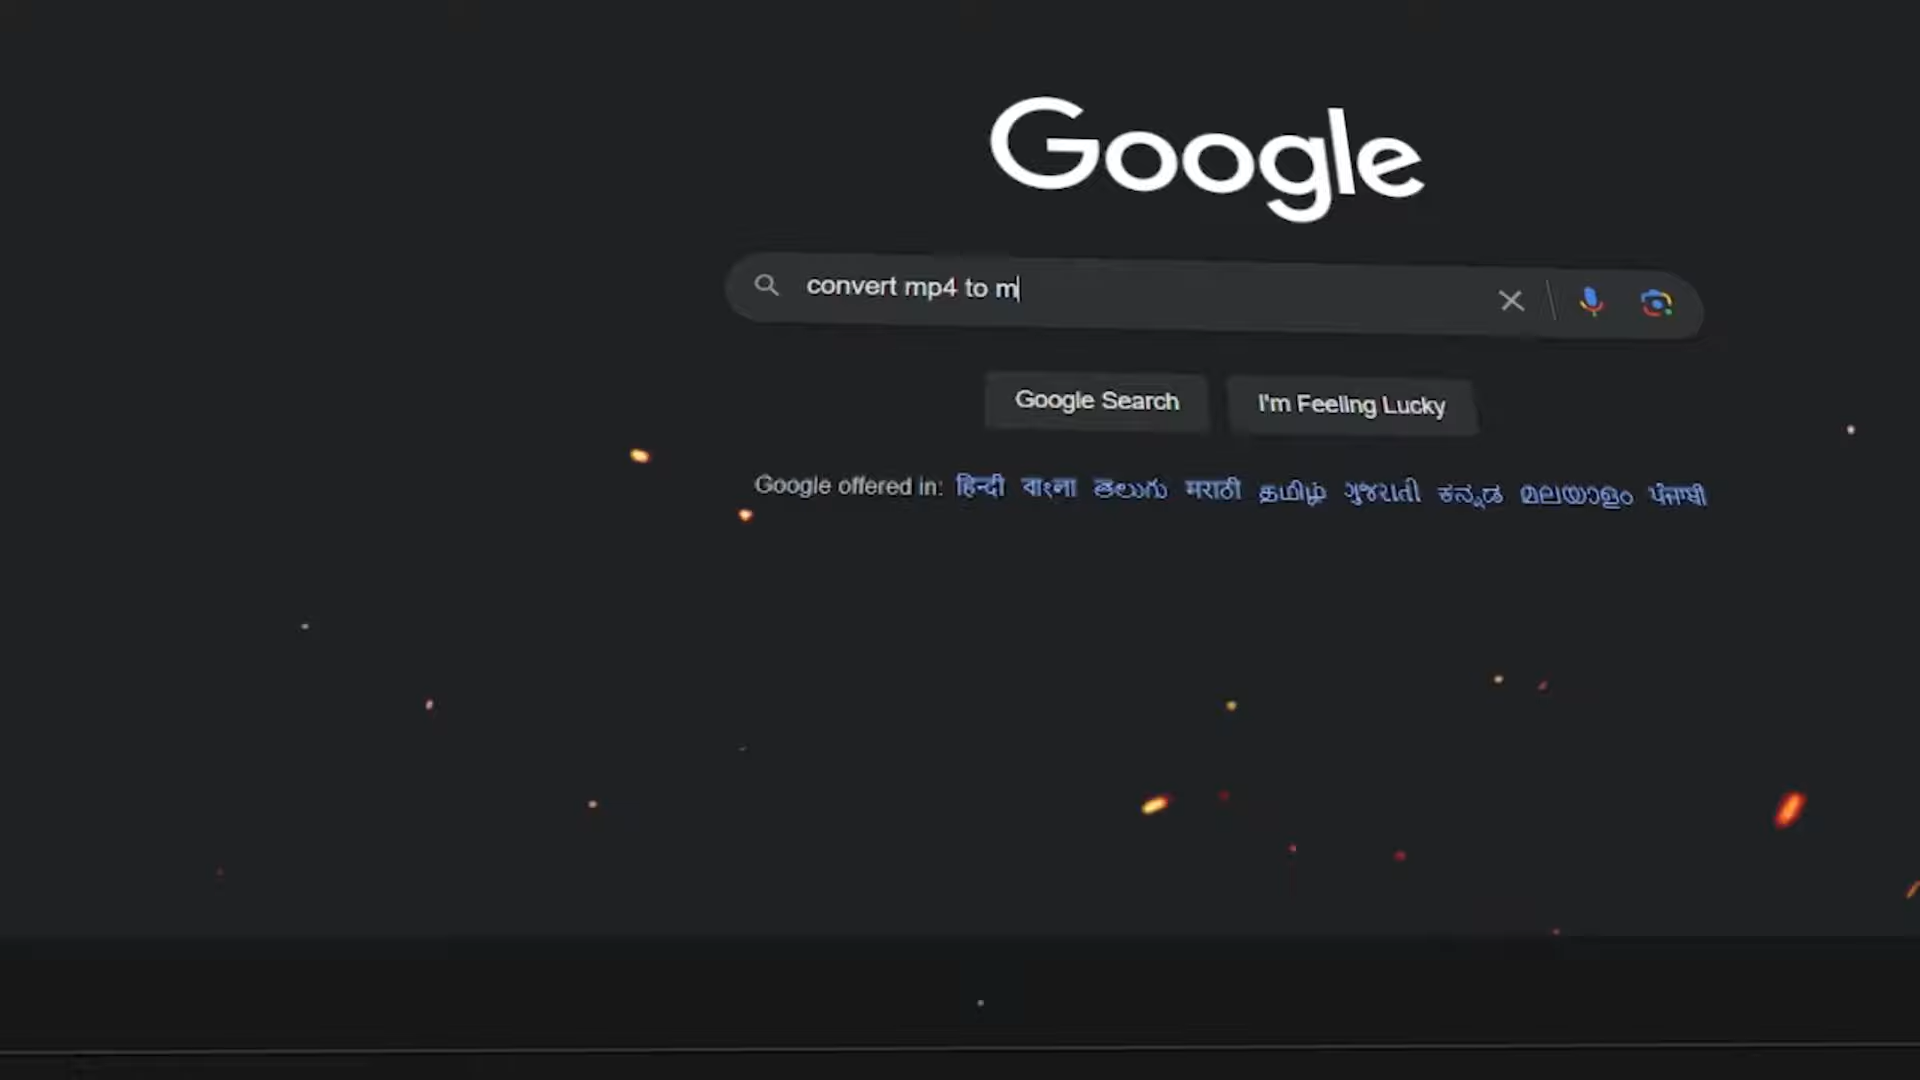 Google
convert mp4 to m
Google Search
I'm Feeling Lucky
Google offered in: हिन्दी বাংলা తెలుగు मराठी தமிழ் ગુજરાતી ಕನ್ನಡ മലയാളം ਪੰਜਾਬੀ